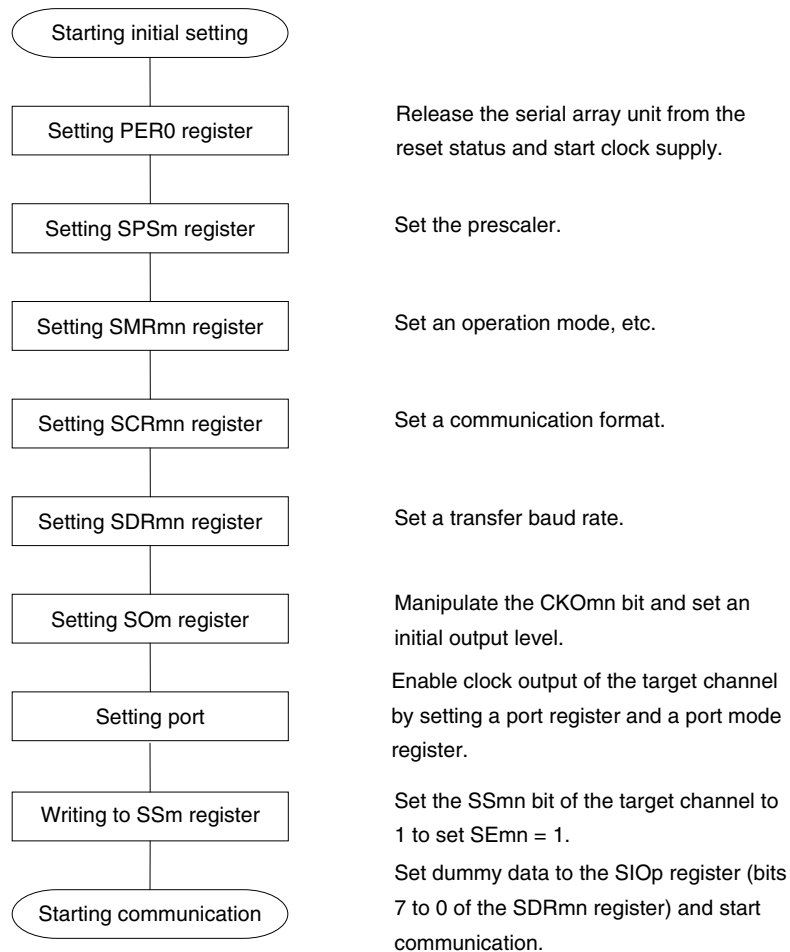 Starting initial setting
Setting PER0 register
Release the serial array unit from the
reset status and start clock supply.
Setting SPSm register
Set the prescaler.
Setting SMRmn register
Set an operation mode, etc.
Setting SCRmn register
Set a communication format.
Setting SDRmn register
Set a transfer baud rate.
Setting SOm register
Manipulate the CKOmn bit and set an
initial output level.
Setting port
Enable clock output of the target channel
by setting a port register and a port mode
register.
Writing to SSm register
Set the SSmn bit of the target channel to
1 to set SEmn = 1.
Starting communication
Set dummy data to the SIOp register (bits
7 to 0 of the SDRmn register) and start
communication.